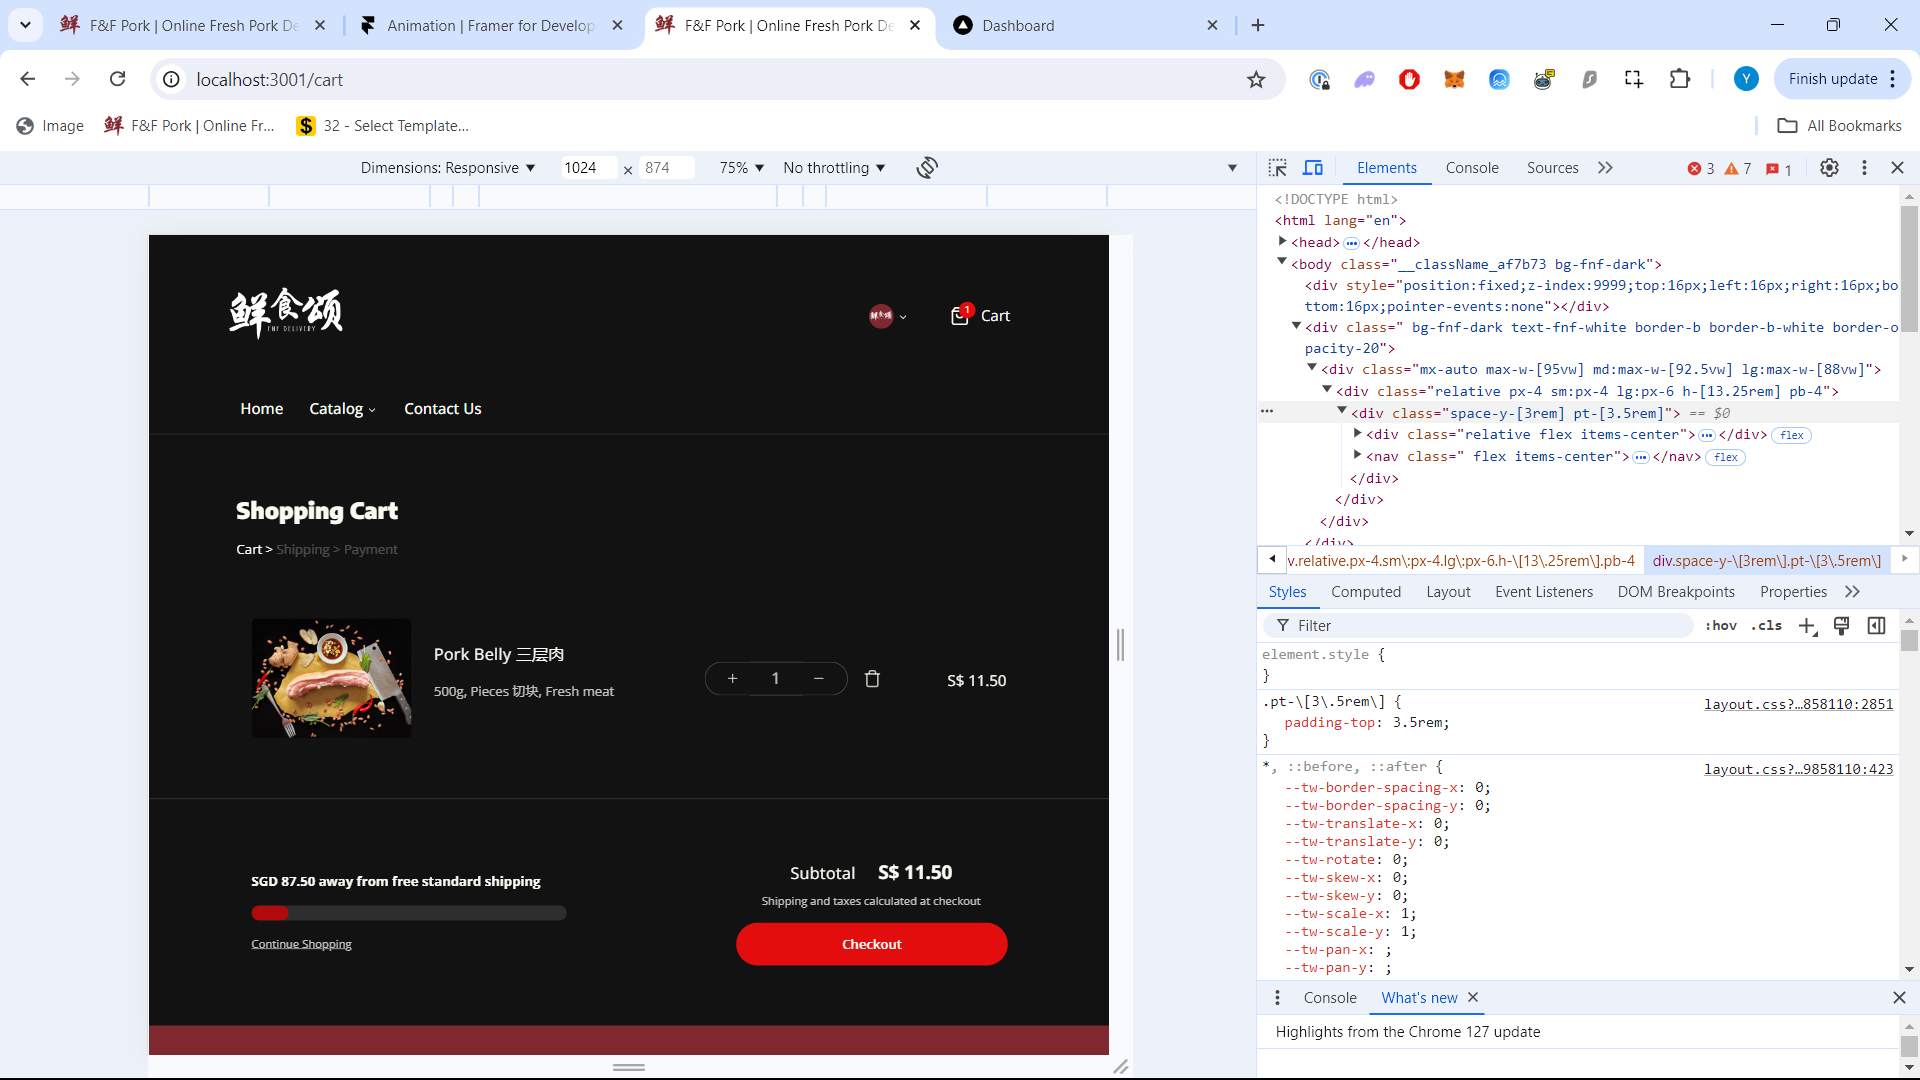 F&F Pork | Online Fresh Pork De
Animation | Framer for Develop
F&F Pork | Online Fresh Pork De
Dashboard
localhost:3001/cart
Y
Finish update
Image
鲜 F&F Pork | Online Fr...
32 - Select Template...
All Bookmarks
Dimensions: Responsive 1024 x 874 75% No throttling
Elements Console Sources 3 7 1
鲜食颂
FNF DELIVERY
鲜食颂
1 Cart
Home Catalog Contact Us
Shopping Cart
Cart > Shipping > Payment
Pork Belly 三层肉
500g, Pieces 切块, Fresh meat
+ 1 −
S$ 11.50
SGD 87.50 away from free standard shipping
Continue Shopping
Subtotal S$ 11.50
Shipping and taxes calculated at checkout
Checkout
<!DOCTYPE html>
<html lang="en">
<head> ... </head>
<body class="__className_af7b73 bg-fnf-dark">
<div style="position:fixed;z-index:9999;top:16px;left:16px;right:16px;bo
ttom:16px;pointer-events:none"></div>
<div class=" bg-fnf-dark text-fnf-white border-b border-b-white border-o
pacity-20">
<div class="mx-auto max-w-[95vw] md:max-w-[92.5vw] lg:max-w-[88vw]">
<div class="relative px-4 sm:px-4 lg:px-6 h-[13.25rem] pb-4">
... <div class="space-y-[3rem] pt-[3.5rem]"> == $0
<div class="relative flex items-center"> ... </div> flex
<nav class=" flex items-center"> ... </nav> flex
</div>
</div>
</div>
</div>
v.relative.px-4.sm\:px-4.lg\:px-6.h-\[13\.25rem\].pb-4 div.space-y-\[3rem\].pt-\[3\.5rem\]
Styles Computed Layout Event Listeners DOM Breakpoints Properties
Filter :hov .cls
element.style {
}
.pt-\[3\.5rem\] { layout.css?…858110:2851
padding-top: 3.5rem;
}
*, ::before, ::after { layout.css?…9858110:423
--tw-border-spacing-x: 0;
--tw-border-spacing-y: 0;
--tw-translate-x: 0;
--tw-translate-y: 0;
--tw-rotate: 0;
--tw-skew-x: 0;
--tw-skew-y: 0;
--tw-scale-x: 1;
--tw-scale-y: 1;
--tw-pan-x: ;
--tw-pan-y: ;
Console What's new
Highlights from the Chrome 127 update